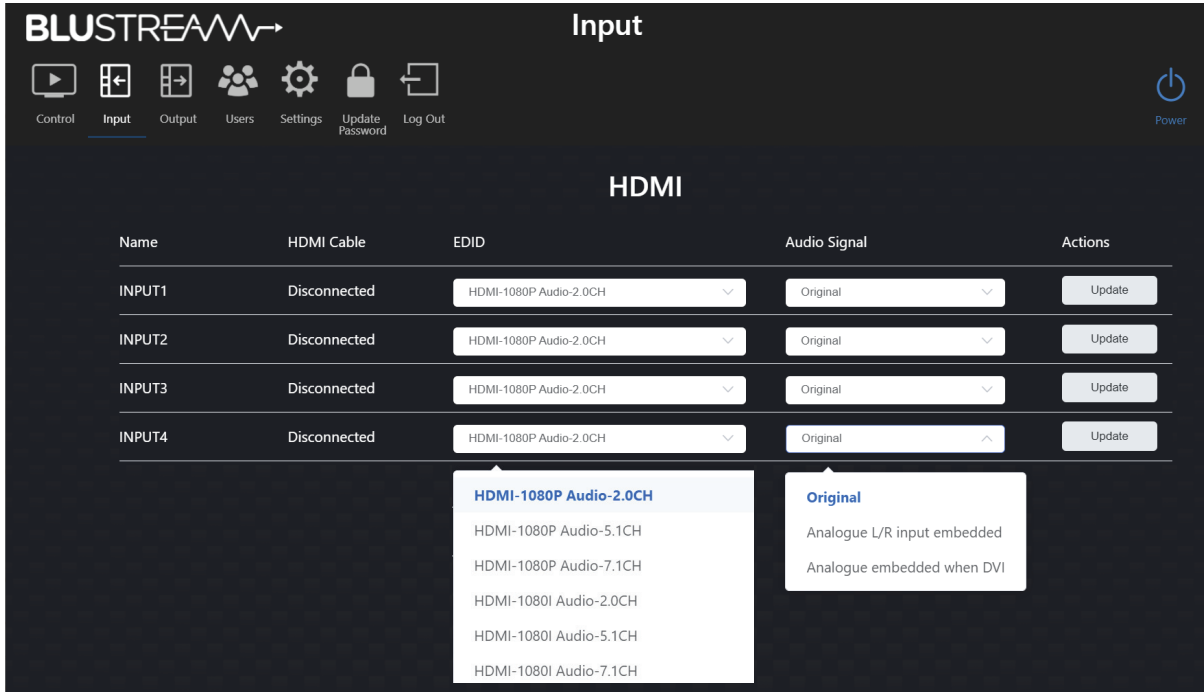 BLUSTREAM
Input
Control Input Output Users Settings Update Password Log Out
Power
HDMI
Name HDMI Cable EDID Audio Signal Actions
INPUT1 Disconnected HDMI-1080P Audio-2.0CH Original Update
INPUT2 Disconnected HDMI-1080P Audio-2.0CH Original Update
INPUT3 Disconnected HDMI-1080P Audio-2.0CH Original Update
INPUT4 Disconnected HDMI-1080P Audio-2.0CH Original Update
HDMI-1080P Audio-2.0CH
HDMI-1080P Audio-5.1CH
HDMI-1080P Audio-7.1CH
HDMI-1080I Audio-2.0CH
HDMI-1080I Audio-5.1CH
HDMI-1080I Audio-7.1CH
Original
Analogue L/R input embedded
Analogue embedded when DVI